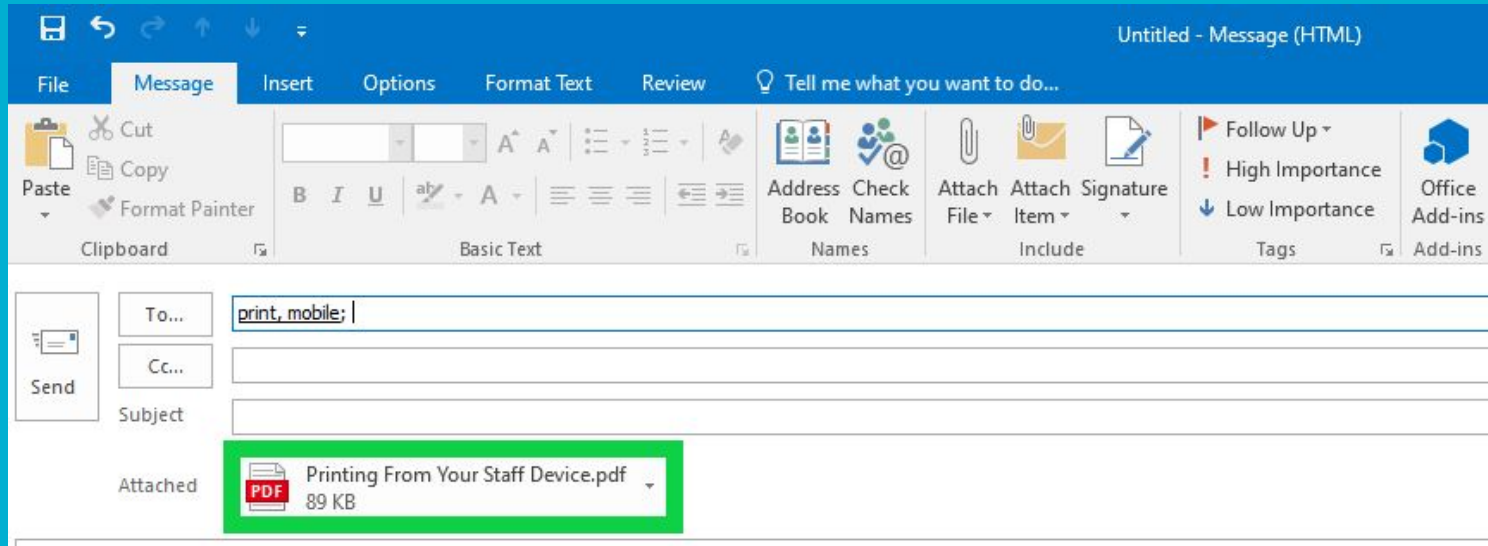 Untitled - Message (HTML)
File Message Insert Options Format Text Review Tell me what you want to do...
Paste
Cut
Copy
Format Painter
Clipboard
B I U aby A
A A
Basic Text
Address Book
Check Names
Names
Attach File
Attach Item
Signature
Include
Follow Up
High Importance
Low Importance
Tags
Office Add-ins
Add-ins
Send
To... print, mobile;
Cc...
Subject
Attached
PDF
Printing From Your Staff Device.pdf
89 KB